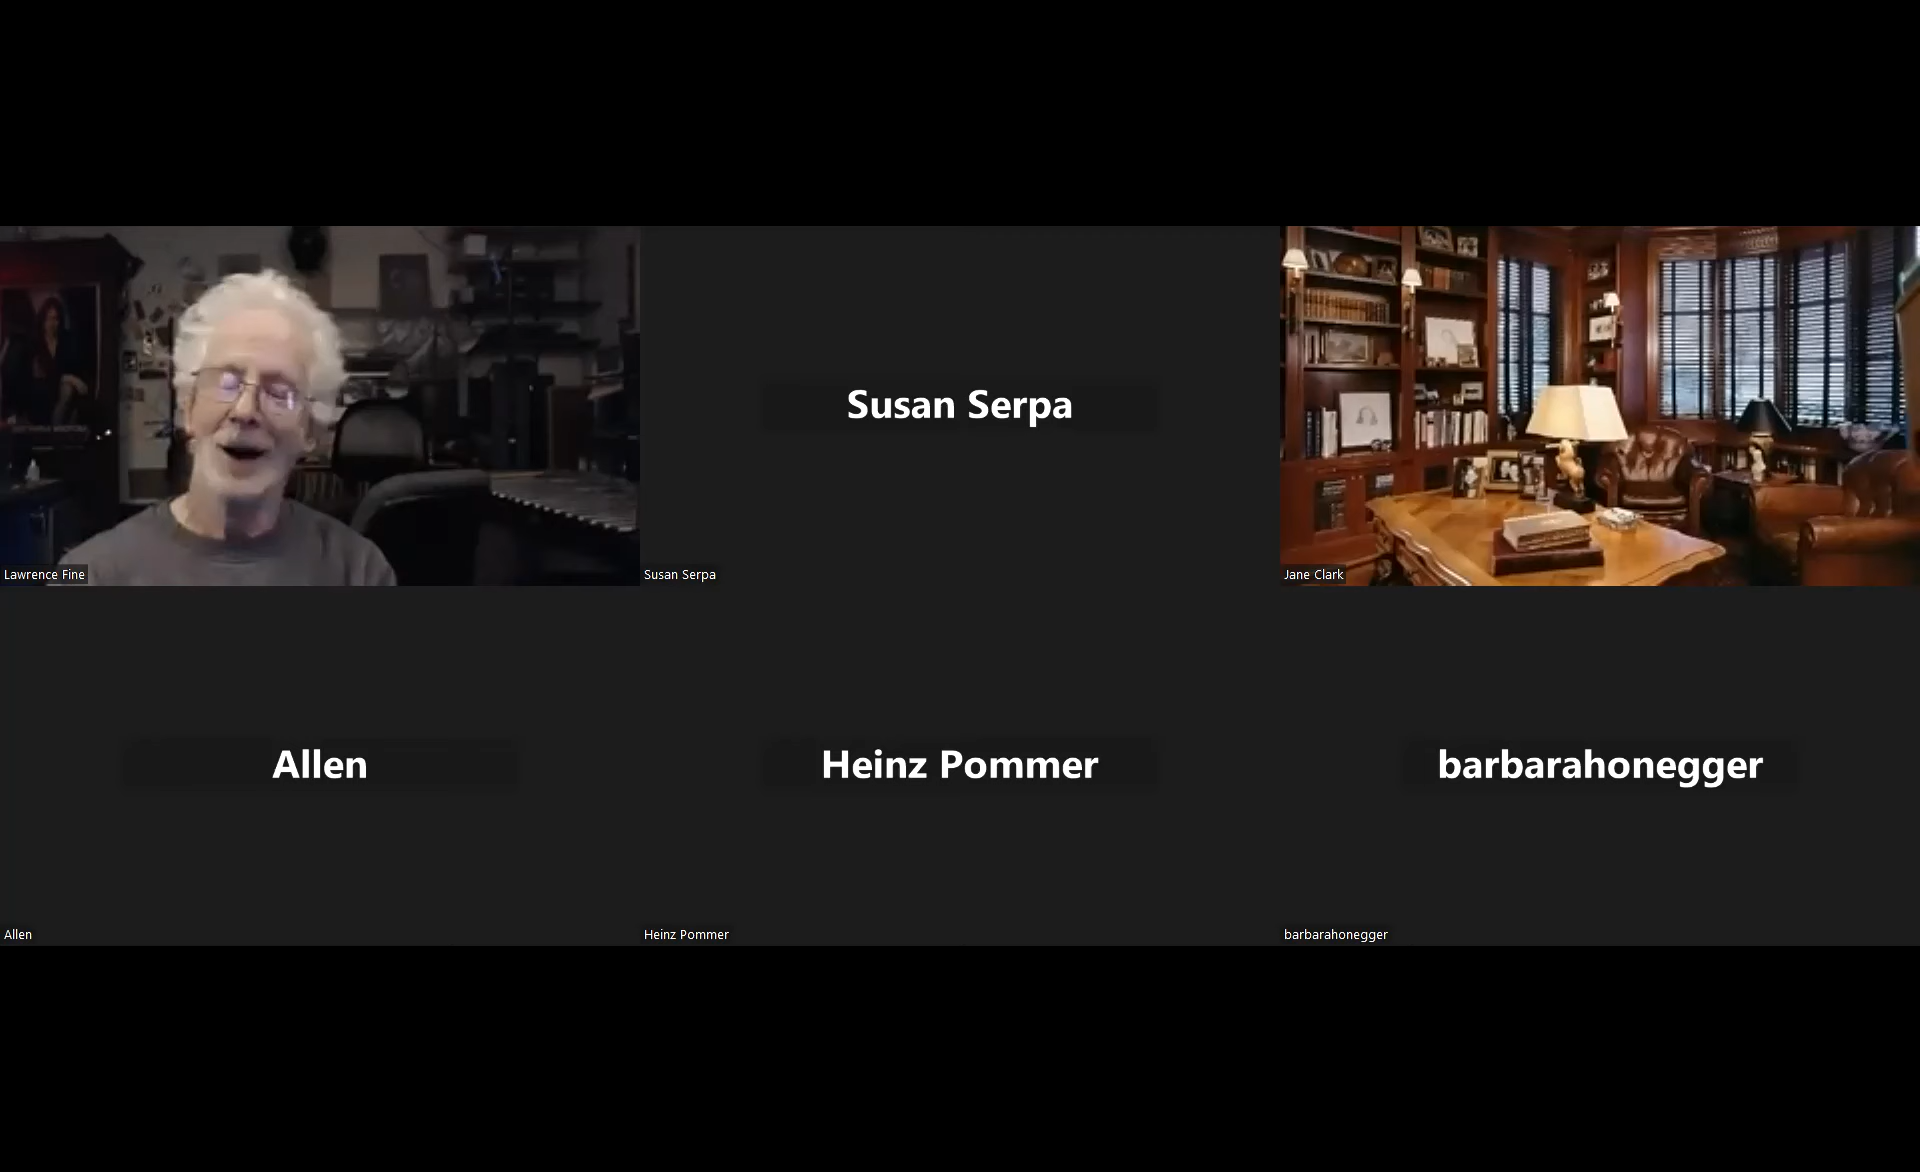 Susan Serpa
Lawrence Fine
Susan Serpa
Jane Clark
Allen
Heinz Pommer
barbarahonegger
Allen
Heinz Pommer
barbarahonegger